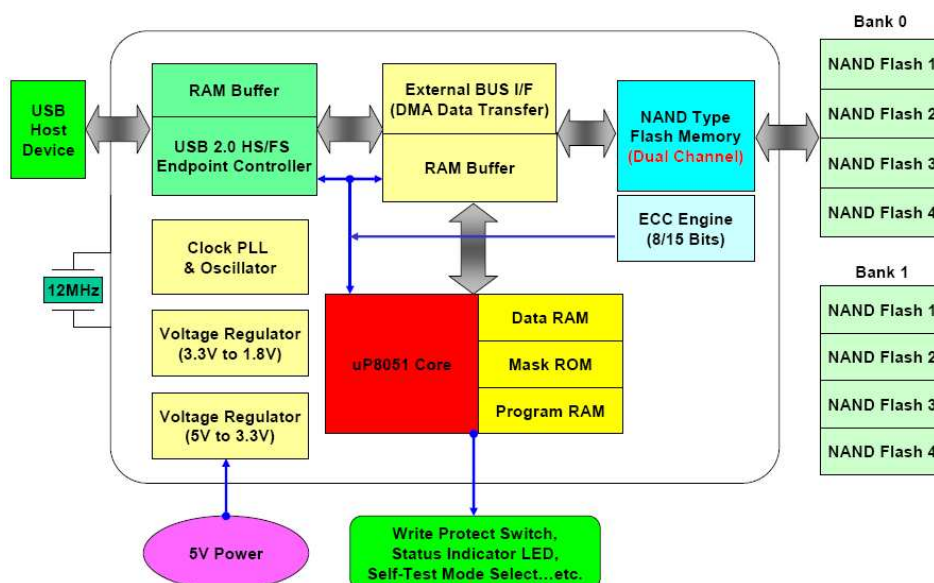 Bank 0
NAND Flash 1
NAND Flash 2
NAND Flash 3
NAND Flash 4
USB
Host
Device
RAM Buffer
USB 2.0 HS/FS
Endpoint Controller
External BUS I/F
(DMA Data Transfer)
RAM Buffer
NAND Type
Flash Memory
(Dual Channel)
ECC Engine
(8/15 Bits)
Clock PLL
& Oscillator
12MHz
Voltage Regulator
(3.3V to 1.8V)
Voltage Regulator
(5V to 3.3V)
uP8051 Core
Data RAM
Mask ROM
Program RAM
Bank 1
NAND Flash 1
NAND Flash 2
NAND Flash 3
NAND Flash 4
5V Power
Write Protect Switch,
Status Indicator LED,
Self-Test Mode Select...etc.